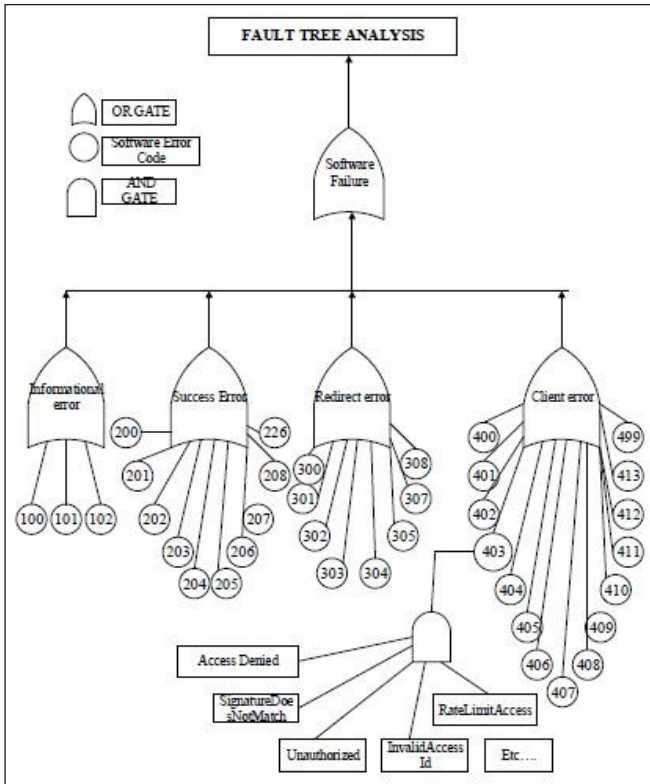 FAULT TREE ANALYSIS
OR GATE
Software Error
Code
AND
GATE
Software
Failure
Informational
error
Success Error
Redirect error
Client error
100
101
102
200
201
202
203
204
205
206
207
208
226
300
301
302
303
304
305
307
308
400
401
402
403
404
405
406
407
408
409
410
411
412
413
499
Access Denied
SignatureDoe
sNotMatch
Unauthorized
InvalidAccess
Id
RateLimitAccess
Etc….